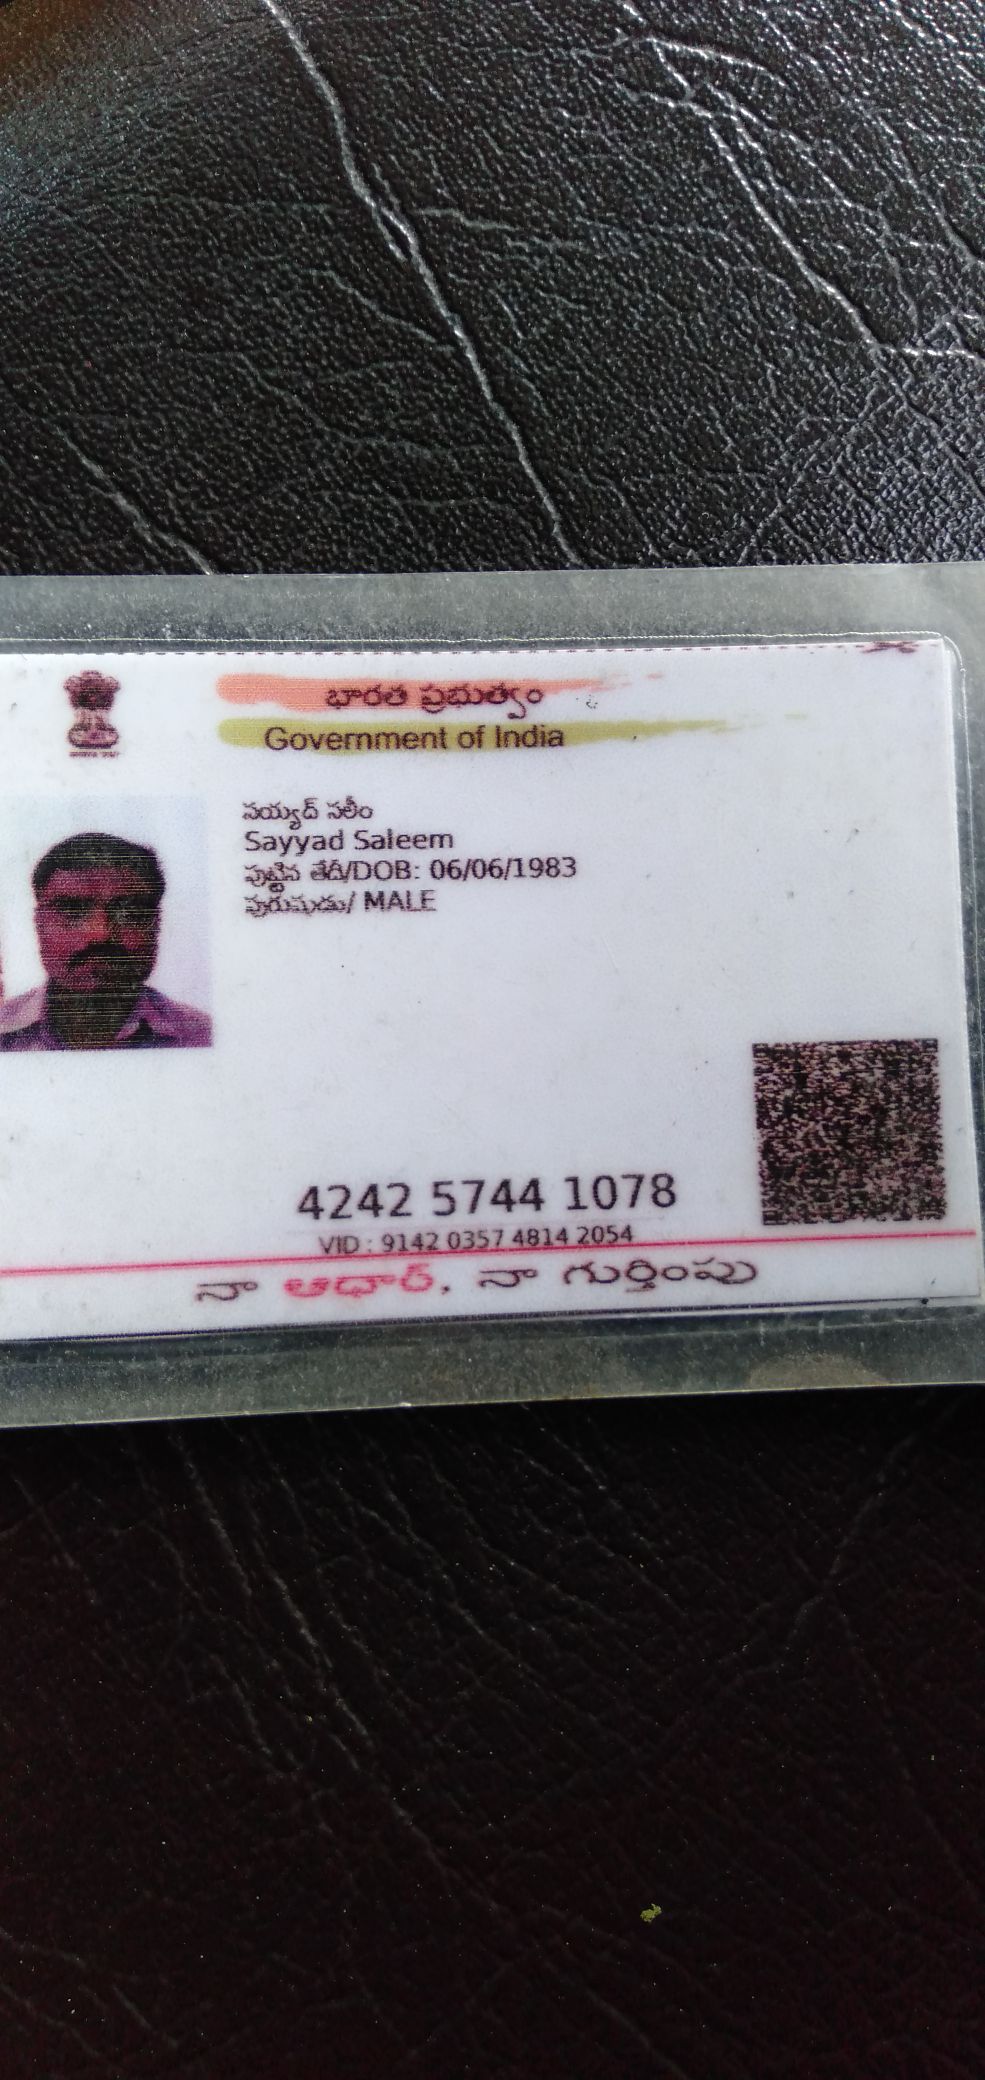 భారత ప్రభుత్వం
Government of India
సయ్యద్ సలీం
Sayyad Saleem
పుట్టిన తేదీ/DOB: 06/06/1983
పురుషుడు/ MALE
4242 5744 1078
VID : 9142 0357 4814 2054
నా ఆధార్, నా గుర్తింపు